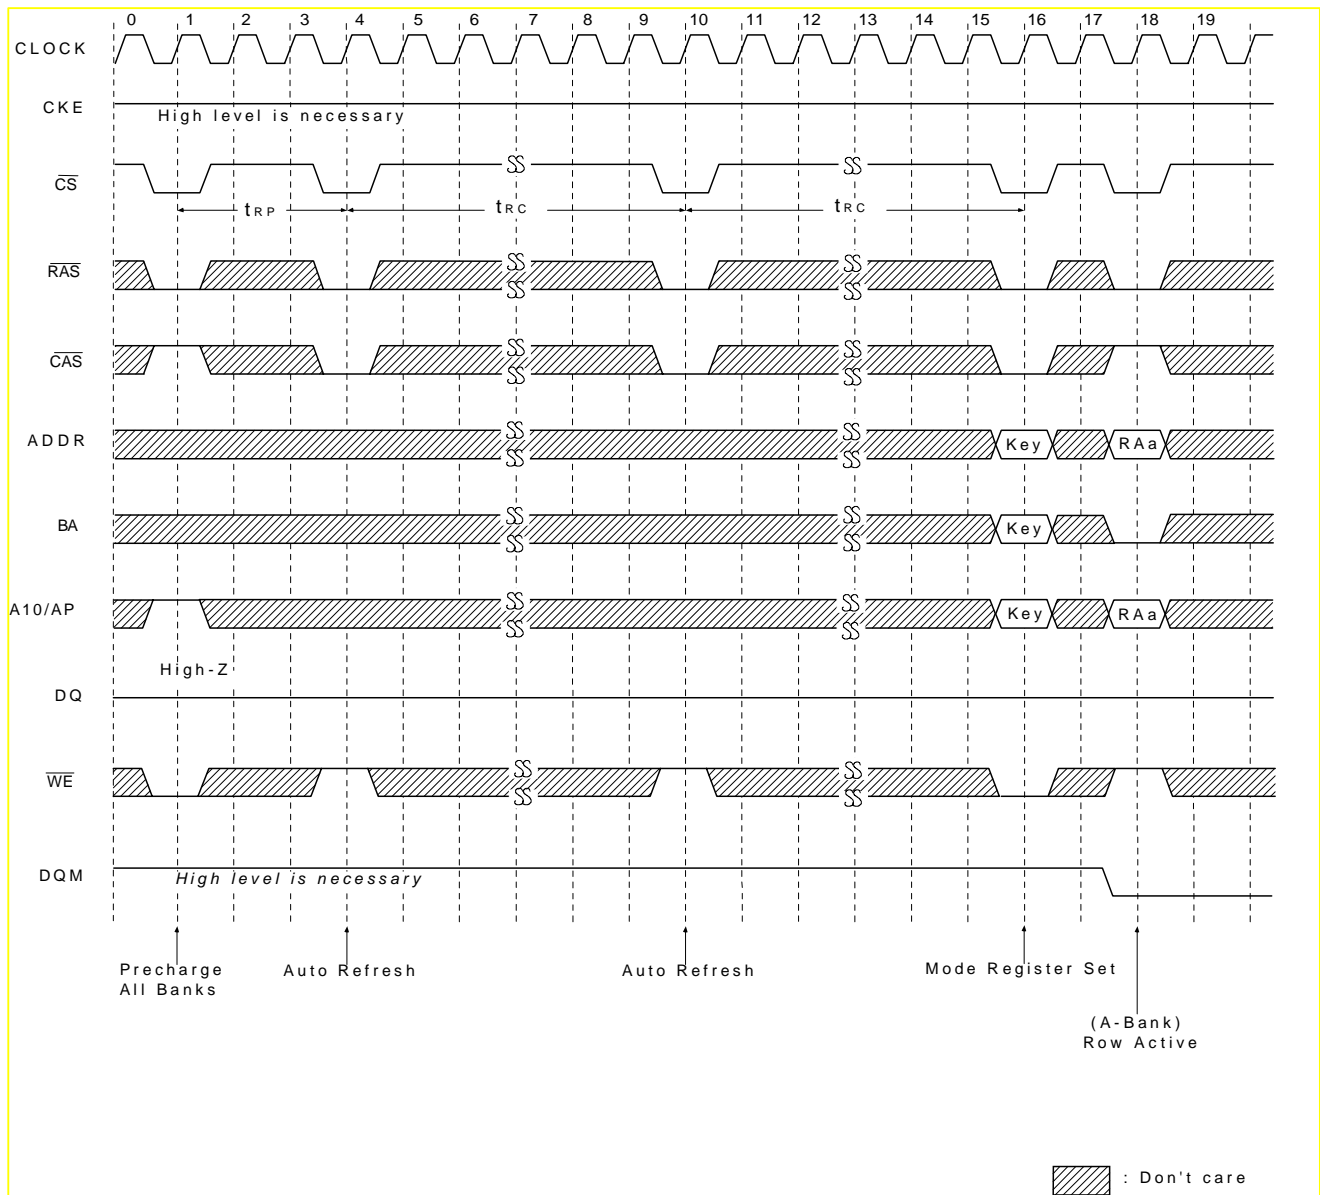 0 1 2 3 4 5 6 7 8 9 10 11 12 13 14 15 16 17 18 19
CLOCK
CKE
High level is necessary
CS
tRP tRC tRC
RAS
CAS
ADDR Key RAa
BA Key
A10/AP Key RAa
High-Z
DQ
WE
DQM High level is necessary
Precharge All Banks
Auto Refresh
Auto Refresh
Mode Register Set
(A-Bank)
Row Active
: Don't care